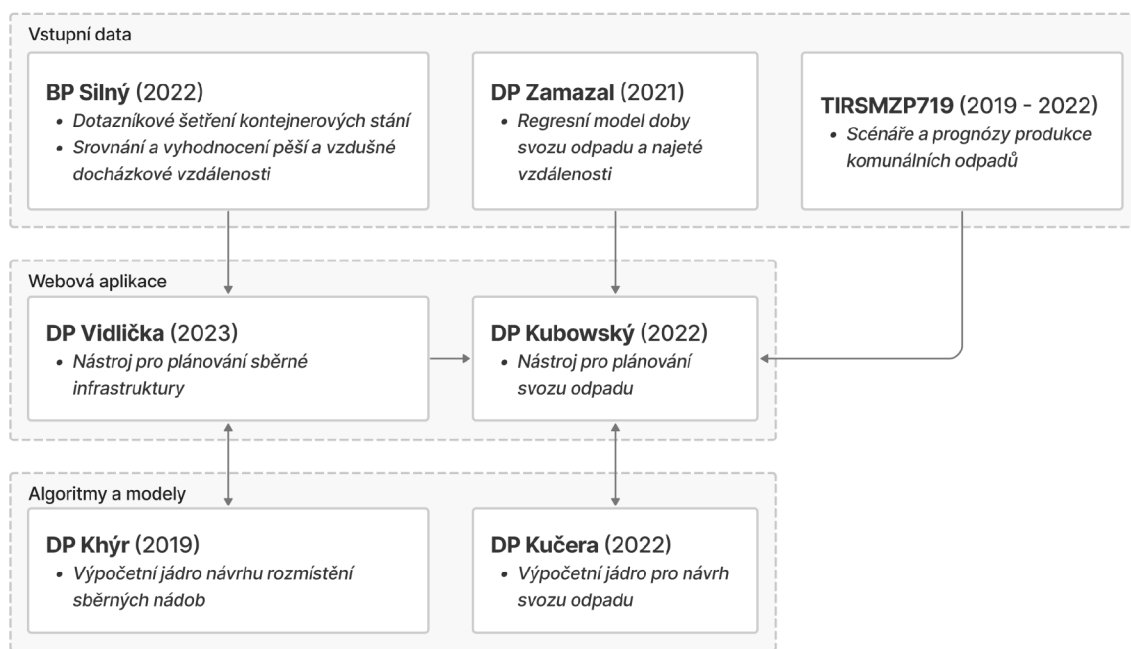 Vstupní data
BP Silný (2022)
• Dotazníkové šetření kontejnerových stání
• Srovnání a vyhodnocení pěší a vzdušné
docházkové vzdálenosti
DP Zamazal (2021)
• Regresní model doby
svozu odpadu a najeté
vzdálenosti
TIRSMZP719 (2019 - 2022)
• Scénáře a prognózy produkce
komunálních odpadů
Webová aplikace
DP Vidlička (2023)
• Nástroj pro plánování sběrné
infrastruktury
DP Kubowský (2022)
• Nástroj pro plánování
svozu odpadu
Algoritmy a modely
DP Khýr (2019)
• Výpočetní jádro návrhu rozmístění
sběrných nádob
DP Kučera (2022)
• Výpočetní jádro pro návrh
svozu odpadu